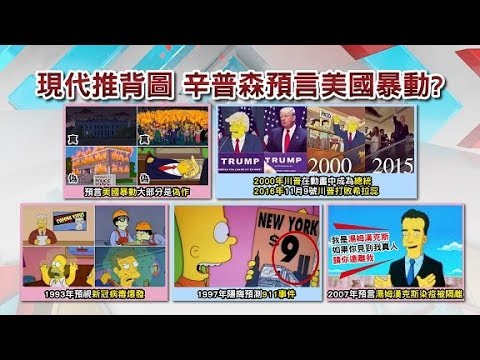 現代推背圖 辛普森預言美國暴動?
真
真
偽
偽
預言美國暴動大部分是偽作
TRUMP
TRUMP
2000
2015
2000年川普在動畫中成為總統
2016年11月9號川普打敗希拉蕊
1993年預視新冠病毒爆發
NEW YORK
$9
1997年隱晦預測911事件
我是湯姆漢克斯
如果你見到我真人
請你遠離我
2007年預言湯姆漢克斯染疫被隔離